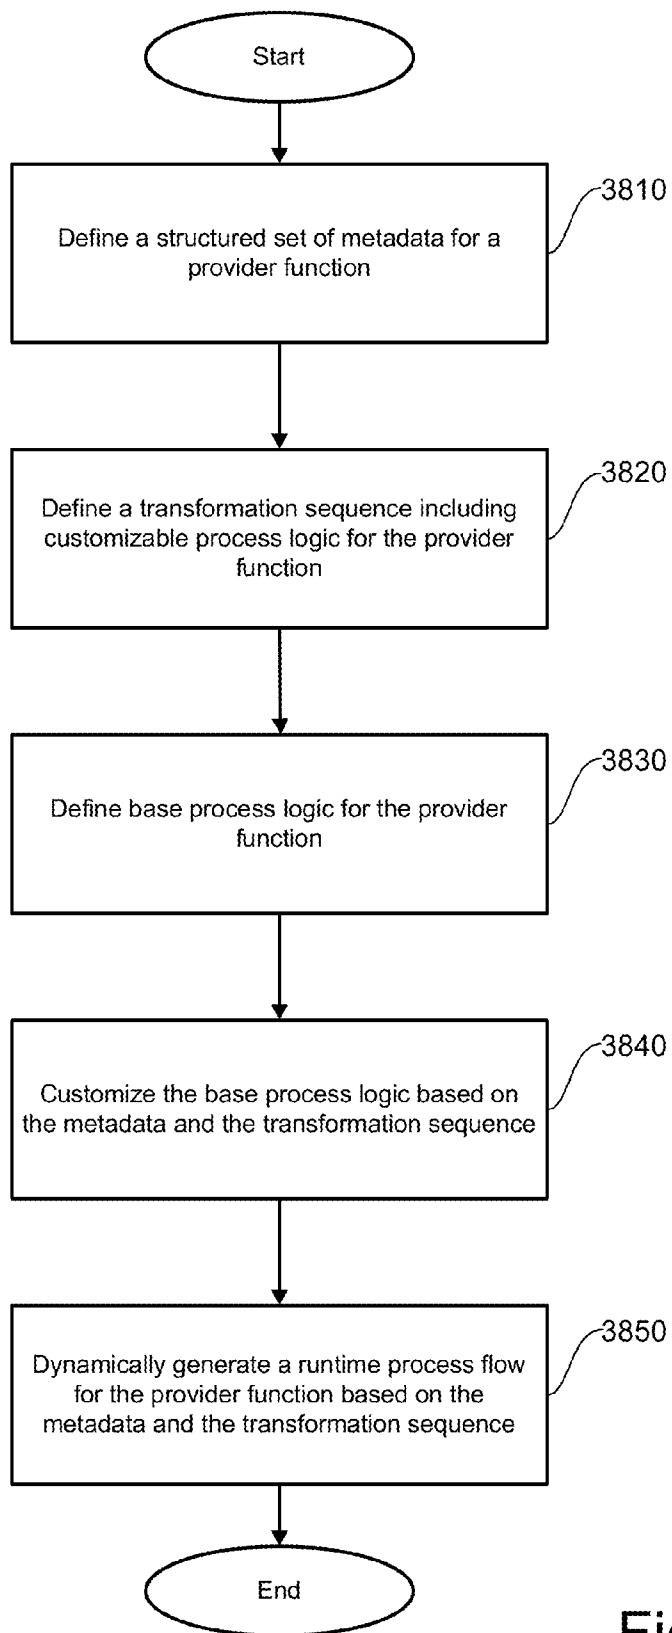 Start
3810
Define a structured set of metadata for a
provider function
3820
Define a transformation sequence including
customizable process logic for the provider
function
3830
Define base process logic for the provider
function
3840
Customize the base process logic based on
the metadata and the transformation sequence
3850
Dynamically generate a runtime process flow
for the provider function based on the
metadata and the transformation sequence
End